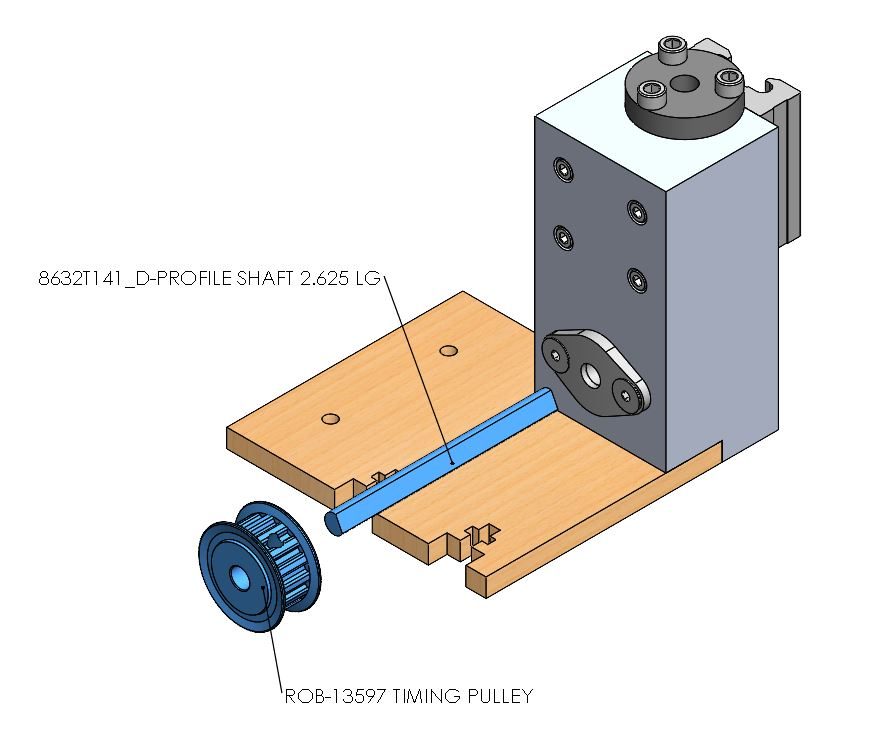 8632T141_D-PROFILE SHAFT 2.625 LG
ROB-13597 TIMING PULLEY